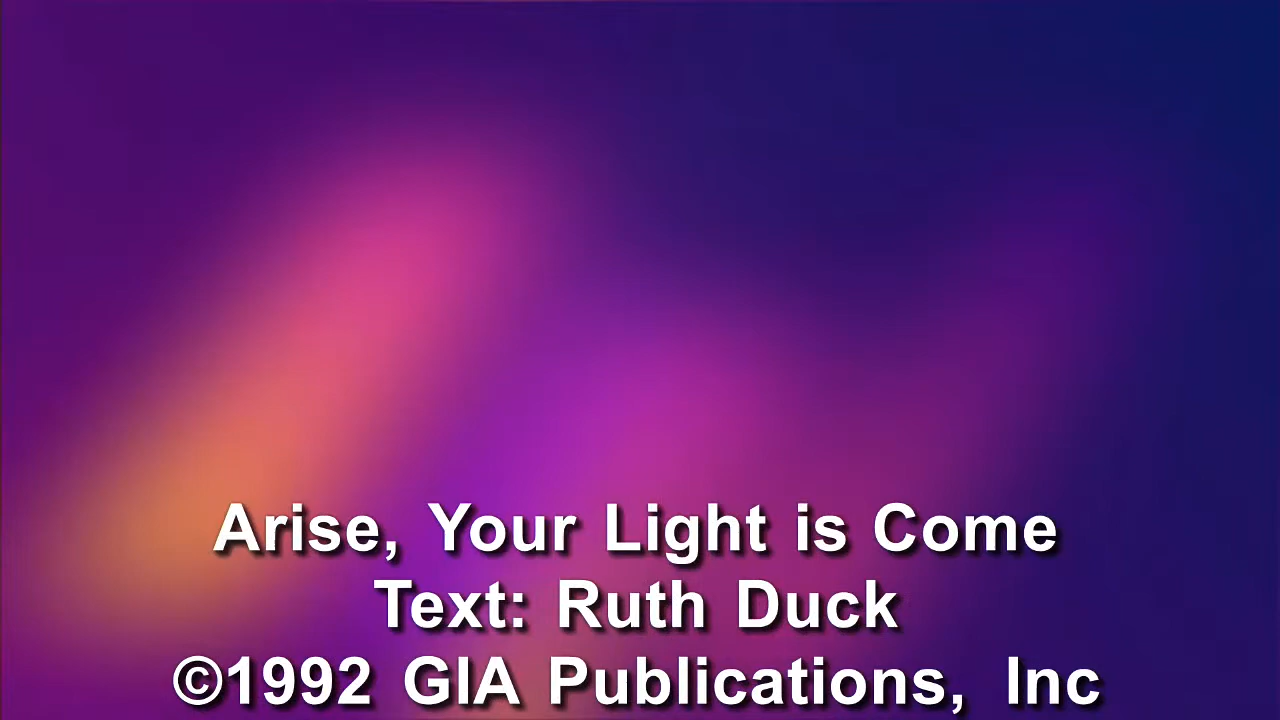 Arise, Your Light is Come
Text: Ruth Duck
©1992 GIA Publications, Inc